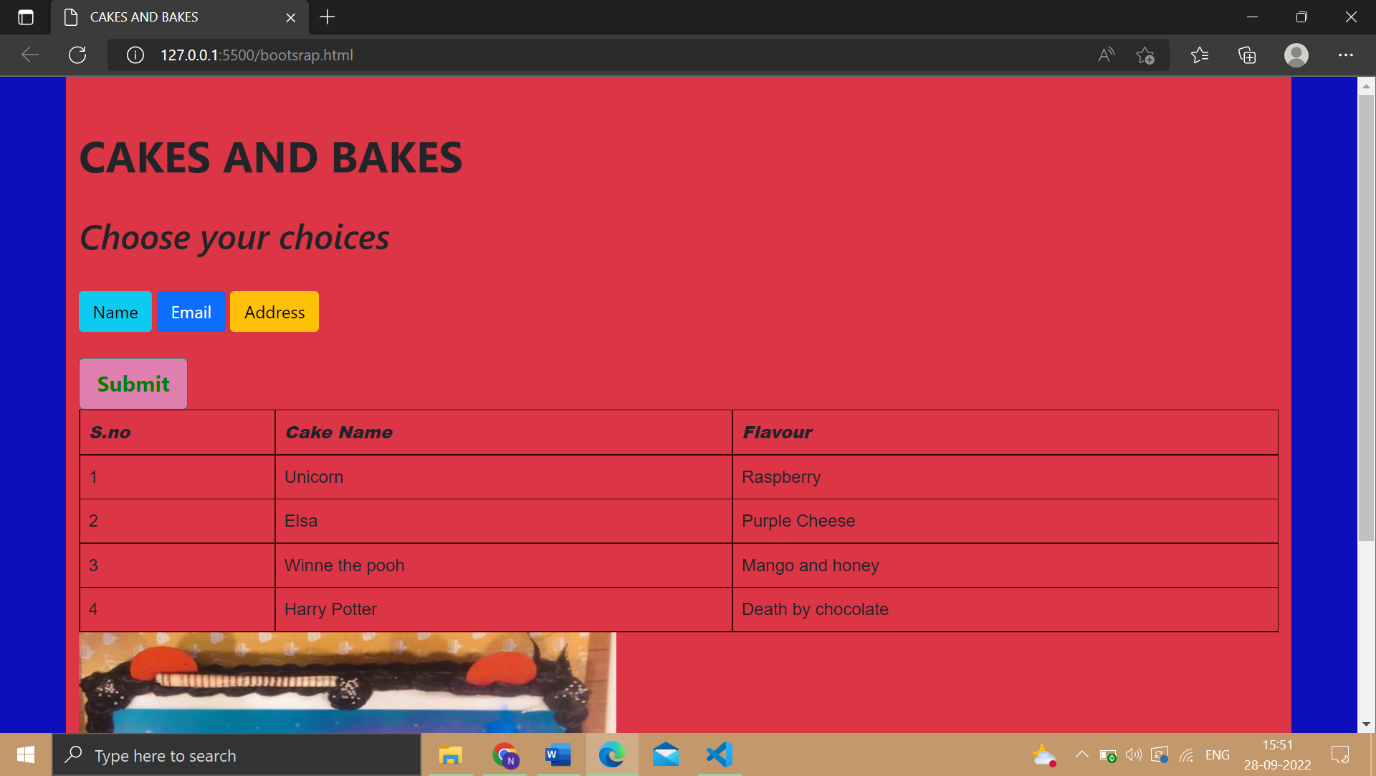 CAKES AND BAKES
127.0.0.1:5500/bootsrap.html
CAKES AND BAKES
Choose your choices
Name Email Address
Submit
S.no Cake Name Flavour
1 Unicorn Raspberry
2 Elsa Purple Cheese
3 Winne the pooh Mango and honey
4 Harry Potter Death by chocolate
Type here to search
N
W
ENG
15:51
28-09-2022